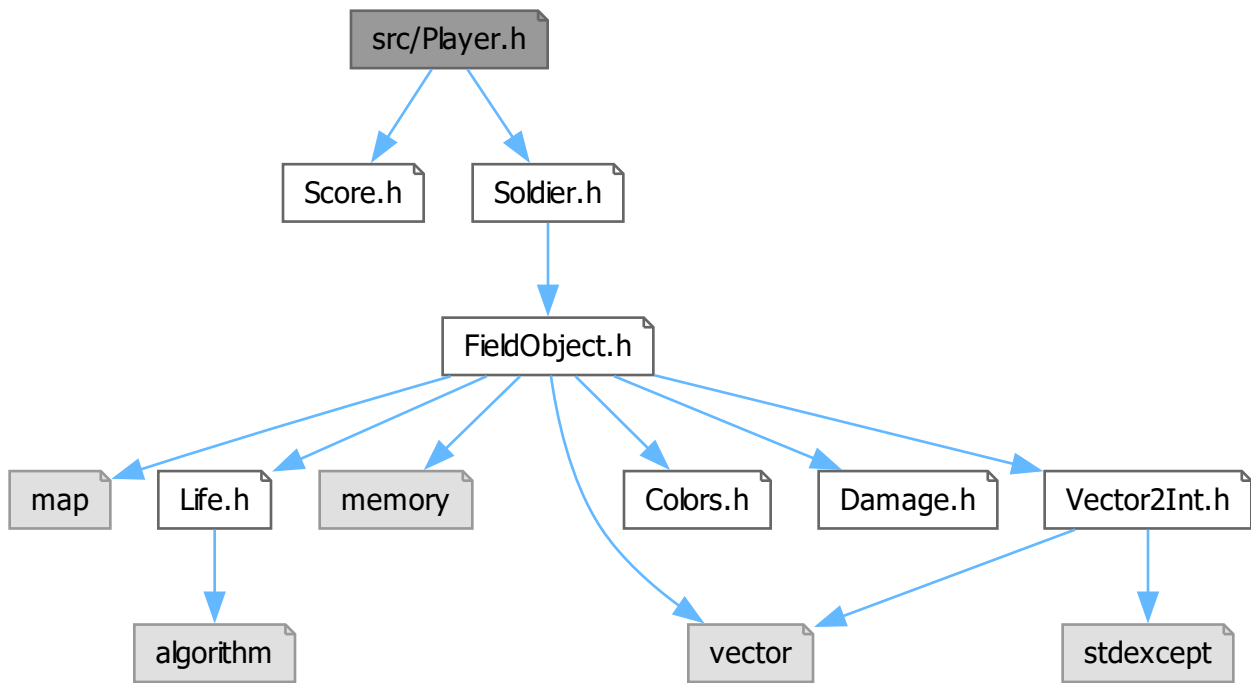 src/Player.h
Score.h
Soldier.h
FieldObject.h
map
Life.h
memory
Colors.h
Damage.h
Vector2Int.h
algorithm
vector
stdexcept